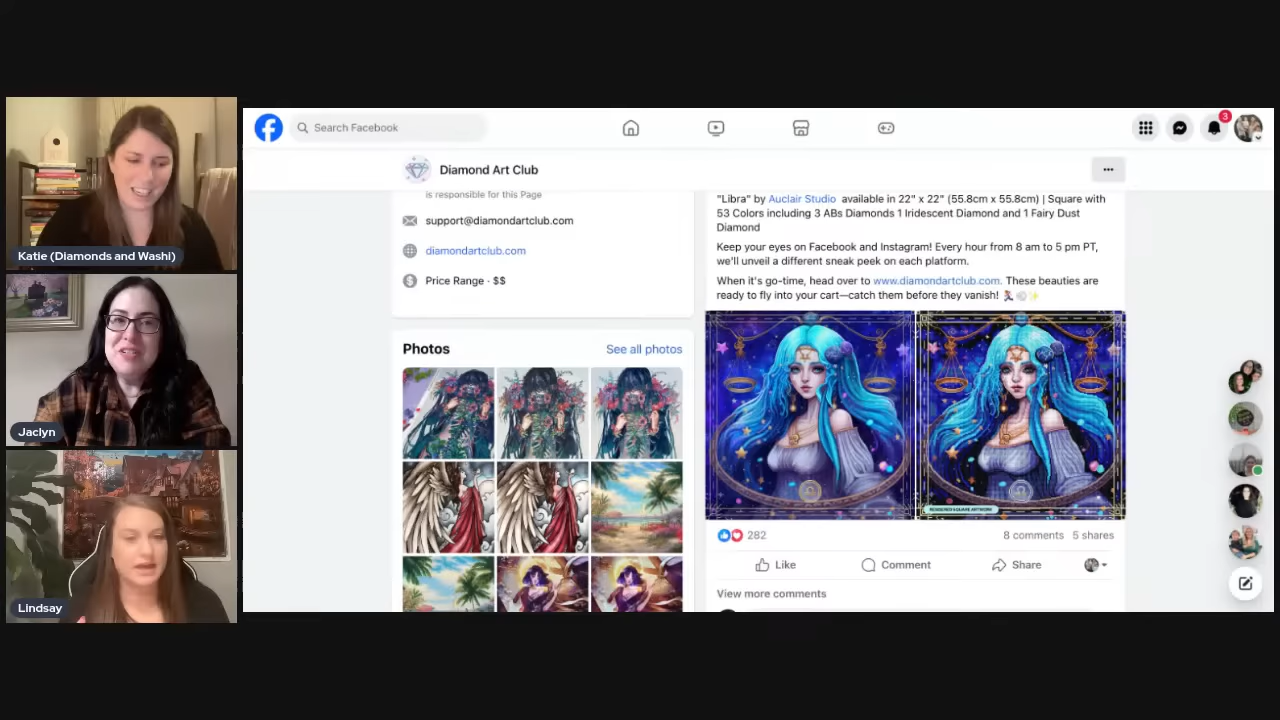 Katie (Diamonds and Washi)
Jaclyn
Lindsay
Search Facebook
3
Diamond Art Club
is responsible for this Page
support@diamondartclub.com
diamondartclub.com
Price Range · $$
Photos
See all photos
"Libra" by Auclair Studio available in 22" x 22" (55.8cm x 55.8cm) | Square with
53 Colors including 3 ABs Diamonds 1 Iridescent Diamond and 1 Fairy Dust
Diamond
Keep your eyes on Facebook and Instagram! Every hour from 8 am to 5 pm PT,
we'll unveil a different sneak peek on each platform.
When it's go-time, head over to www.diamondartclub.com. These beauties are
ready to fly into your cart—catch them before they vanish!
RENDERED SQUARE ARTWORK
282
8 comments 5 shares
Like
Comment
Share
View more comments